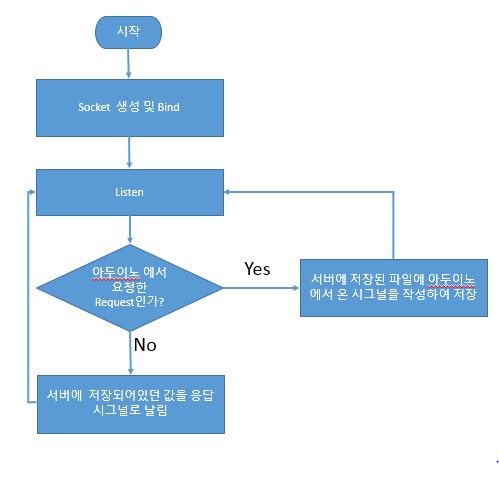 시작
Socket 생성 및 Bind
Listen
아두이노 에서
요청한
Request인가?
Yes
서버에 저장된 파일에 아두이노
에서 온 시그널을 작성하여 저장
No
서버에 저장되어있던 값을 응답
시그널로 날림